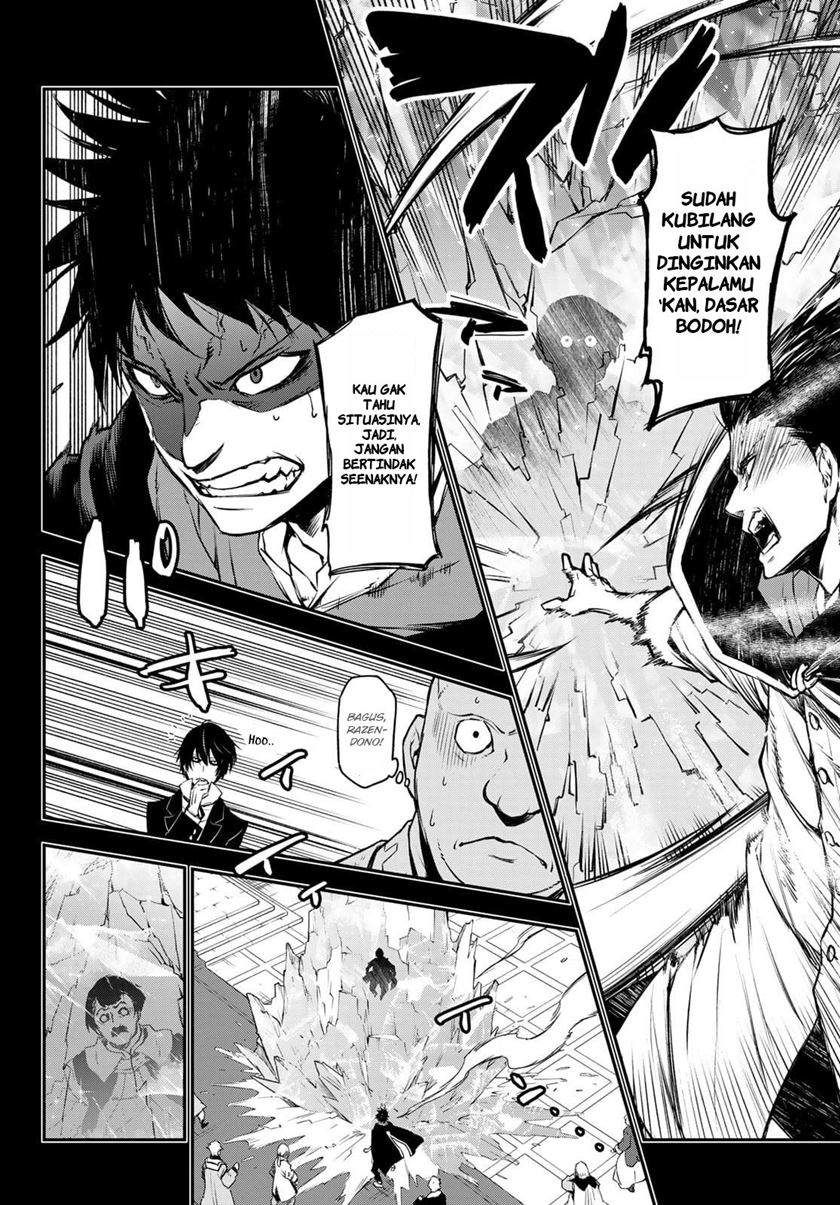 SUDAH
KUBILANG
UNTUK
DINGINKAN
KEPALAMU
'KAN, DASAR
BODOH!
KAU GAK
TAHU
SITUASINYA.
JADI,
JANGAN
BERTINDAK
SEENAKNYA!
BAGUS,
RAZEN-
DONO!
HOO..